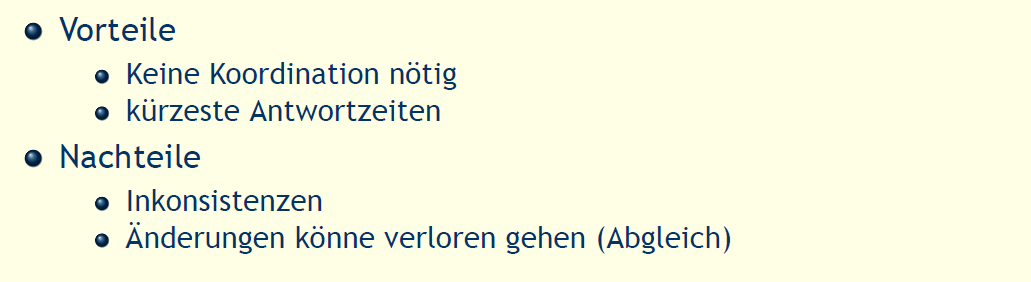 Vorteile
Keine Koordination nötig
kürzeste Antwortzeiten
Nachteile
Inkonsistenzen
Änderungen könne verloren gehen (Abgleich)